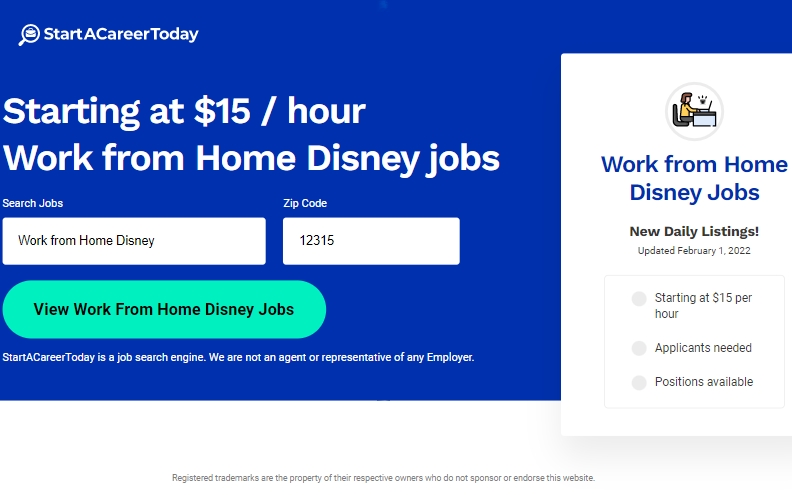 StartACareerToday
Starting at $15 / hour
Work from Home Disney jobs
Search Jobs
Zip Code
Work from Home Disney
12315
View Work From Home Disney Jobs
StartACareerToday is a job search engine. We are not an agent or representative of any Employer.
Work from Home
Disney Jobs
New Daily Listings!
Updated February 1, 2022
Starting at $15 per
hour
Applicants needed
Positions available
Registered trademarks are the property of their respective owners who do not sponsor or endorse this website.